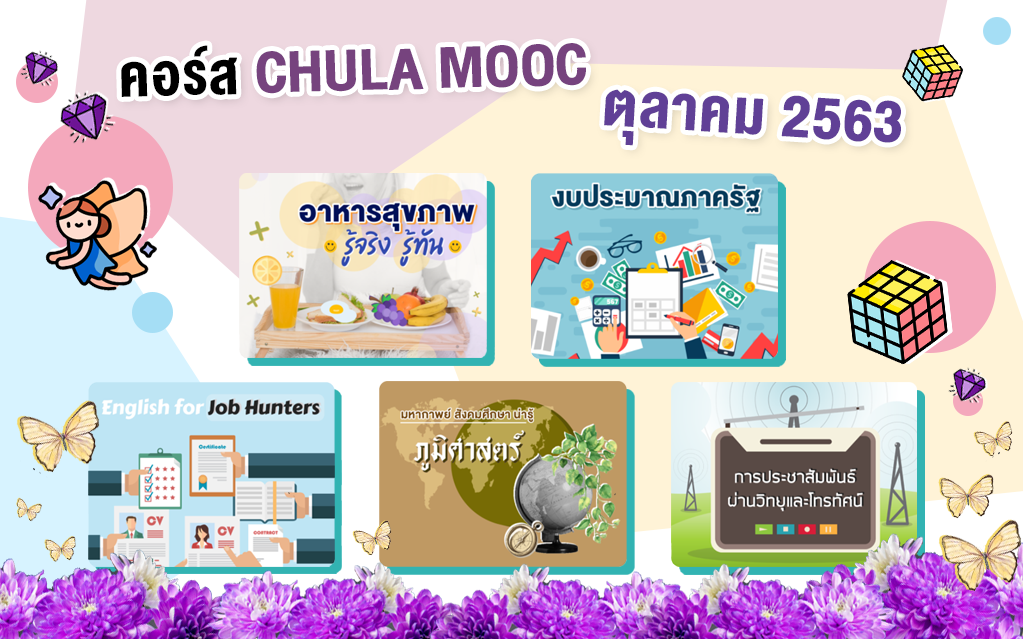 คอร์ส CHULA MOOC
ตุลาคม 2563
อาหารสุขภาพ
รู้จริง รู้ทัน
งบประมาณภาครัฐ
English for Job Hunters
Certificate
CV
CV
CONTRACT
มหากาพย์ สังคมศึกษา น่ารู้
ภูมิศาสตร์
การประชาสัมพันธ์
ผ่านวิทยุและโทรทัศน์